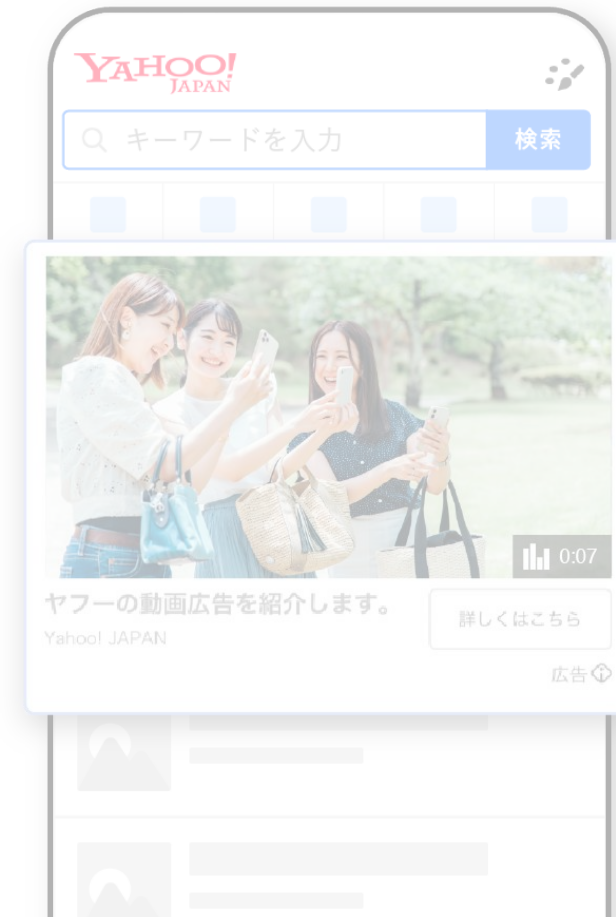 YAHOO!
JAPAN
キーワードを入力
検索
0:07
ヤフーの動画広告を紹介します。
詳しくはこちら
Yahoo! JAPAN
広告